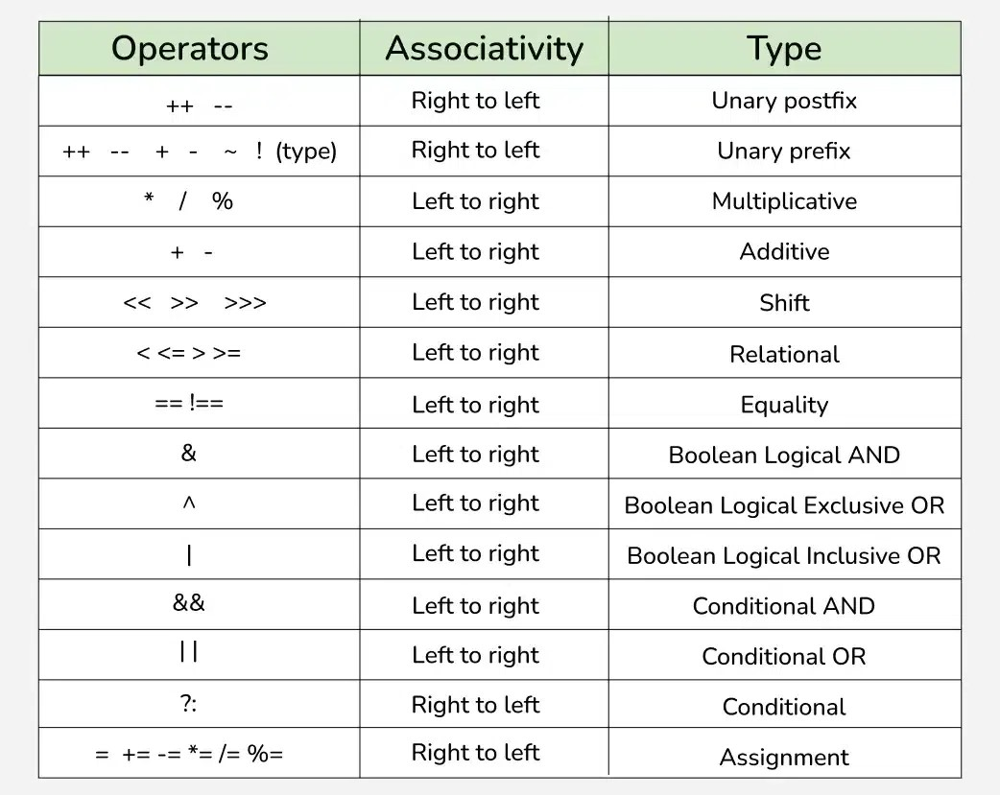 Operators Associativity Type
++ -- Right to left Unary postfix
++ -- + - ~ ! (type) Right to left Unary prefix
* / % Left to right Multiplicative
+ - Left to right Additive
<< >> >>> Left to right Shift
< <= > >= Left to right Relational
== !== Left to right Equality
& Left to right Boolean Logical AND
^ Left to right Boolean Logical Exclusive OR
| Left to right Boolean Logical Inclusive OR
&& Left to right Conditional AND
|| Left to right Conditional OR
?: Right to left Conditional
= += -= *= /= %= Right to left Assignment